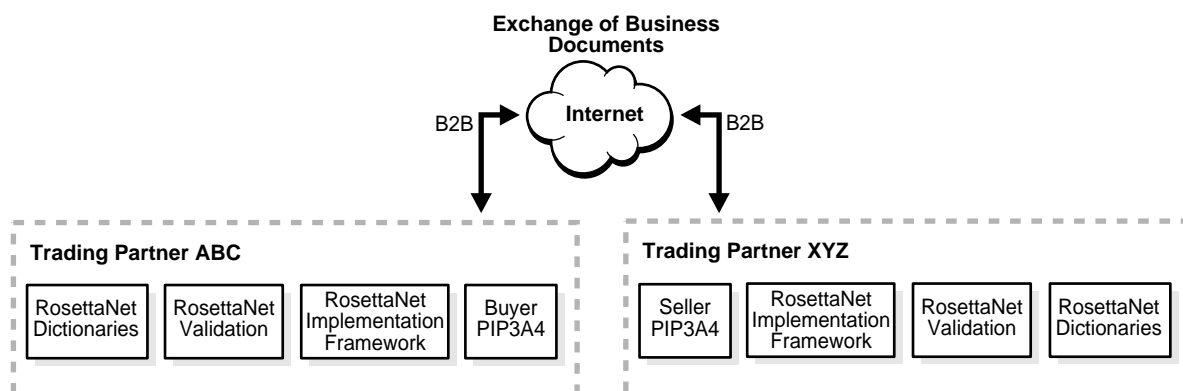 Exchange of Business
Documents
Internet
B2B
B2B
Trading Partner ABC
RosettaNet
Dictionaries
RosettaNet
Validation
RosettaNet
Implementation
Framework
Buyer
PIP3A4
Trading Partner XYZ
Seller
PIP3A4
RosettaNet
Implementation
Framework
RosettaNet
Validation
RosettaNet
Dictionaries